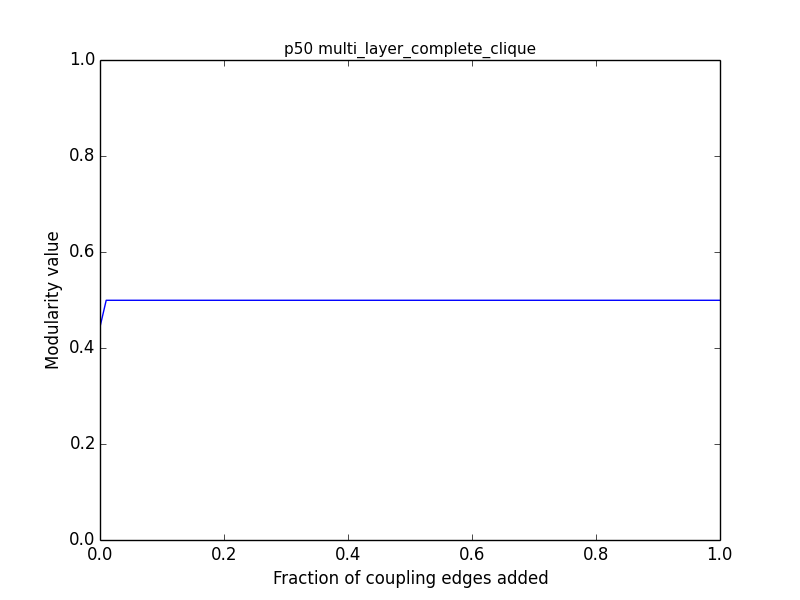 p50 multi_layer_complete_clique
1.0
0.8
0.6
0.4
0.2
0.0
Modularity value
0.0 0.2 0.4 0.6 0.8 1.0
Fraction of coupling edges added